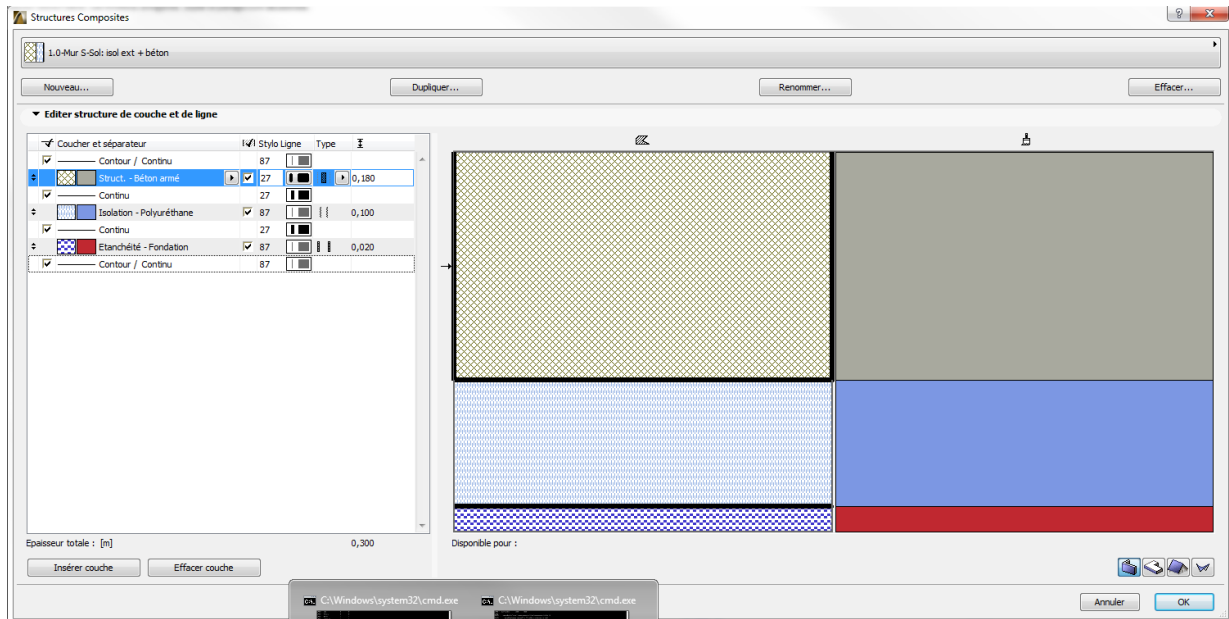 Structures Composites
1.0-Mur S-Sol: isol ext + béton
Nouveau... Dupliquer... Renommer... Effacer...
Editer structure de couche et de ligne
Coucher et séparateur Stylo Ligne Type
Contour / Continu 87
Struct. - Béton armé 27 0,180
Continu 27
Isolation - Polyuréthane 87 0,100
Continu 27
Etanchéité - Fondation 87 0,020
Contour / Continu 87
Epaisseur totale : [m] 0,300 Disponible pour :
Insérer couche Effacer couche
C:\Windows\system32\cmd.exe C:\Windows\system32\cmd.exe
Annuler OK